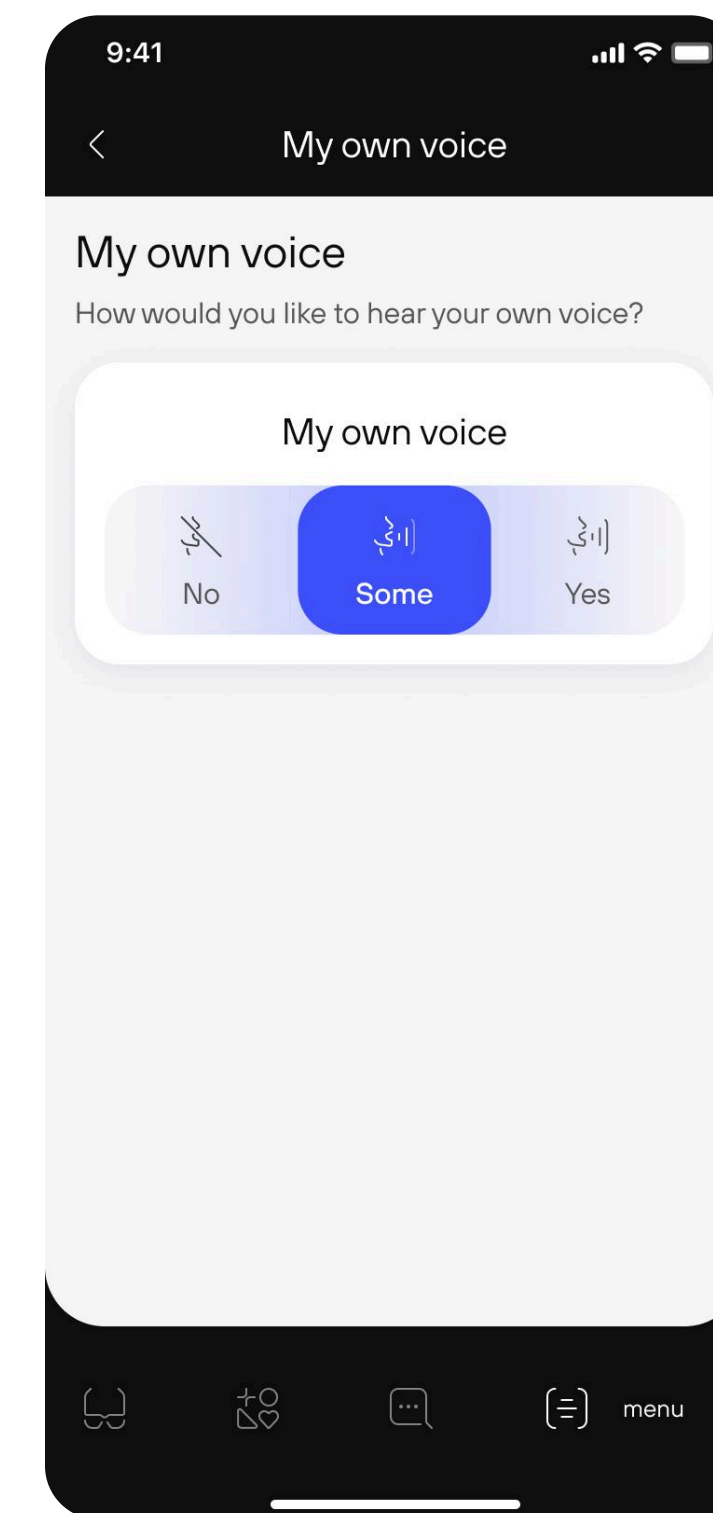 9:41
My own voice
My own voice
How would you like to hear your own voice?
My own voice
No
Some
Yes
menu